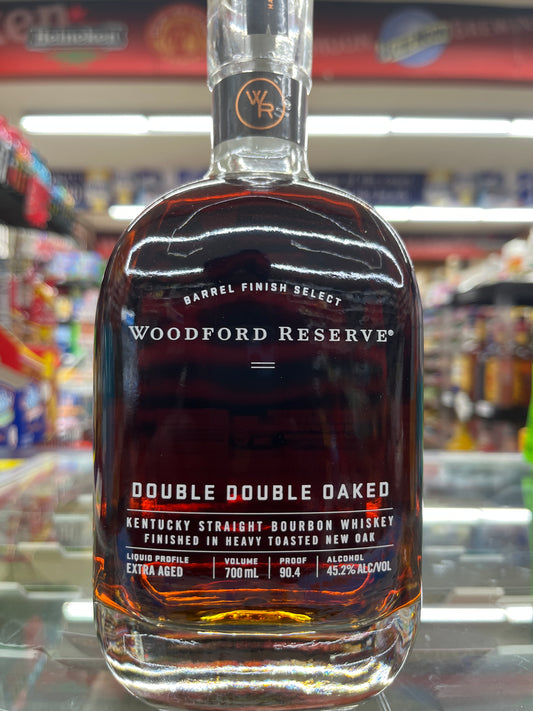 Heineken
WR
BARREL FINISH SELECT
WOODFORD RESERVE®
DOUBLE DOUBLE OAKED
KENTUCKY STRAIGHT BOURBON WHISKEY
FINISHED IN HEAVY TOASTED NEW OAK
LIQUID PROFILE VOLUME PROOF ALCOHOL
EXTRA AGED 700 mL 90.4 45.2% ALC/VOL